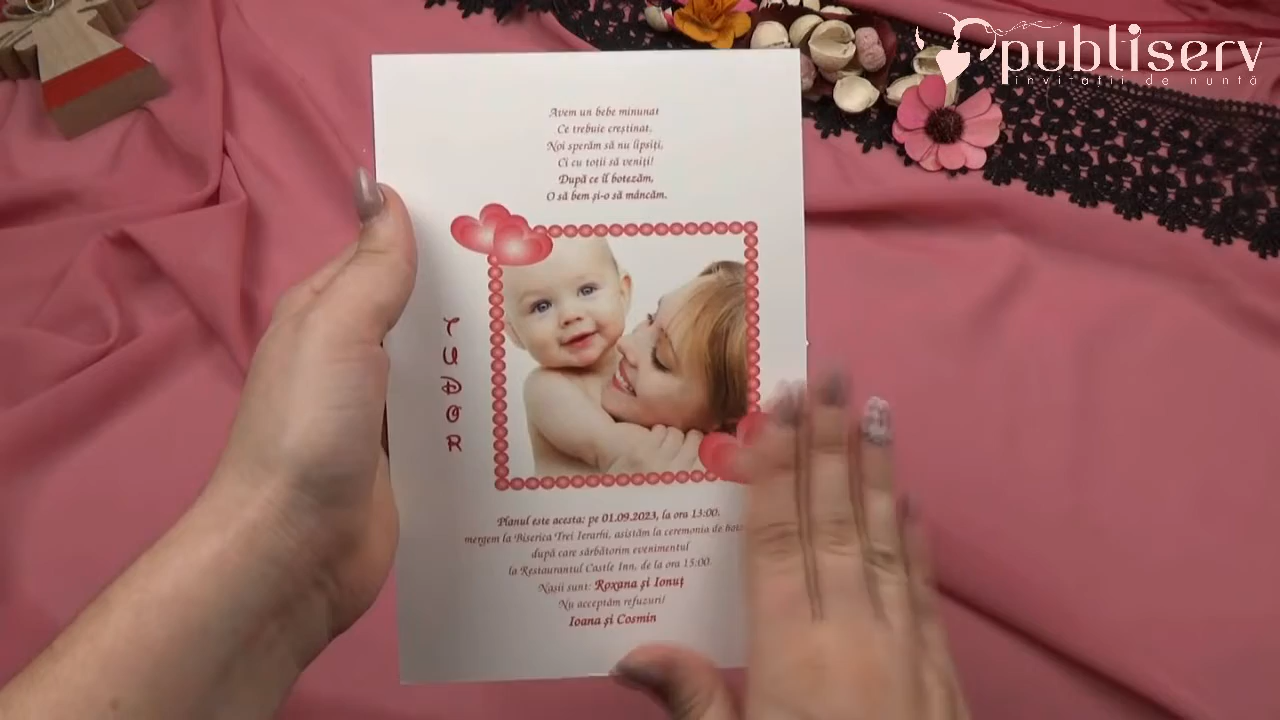 publiserv
invitații de nuntă
Avem un bebe minunat
Ce trebuie creștinat.
Noi sperăm să nu lipsiți,
Ci cu toții să veniți!
După ce îl botezăm,
O să bem și-o să mâncăm.
TUDOR
Planul este acesta: pe 01.09.2023, la ora 13:00,
mergem la Biserica Trei Ierarhi, asistăm la ceremonia de
după care sărbătorim evenimentul
la Restaurantul Castle Inn, de la ora 15:00.
Nașii sunt: Roxana și Ionuț
Nu acceptăm refuzuri!
Ioana și Cosmin